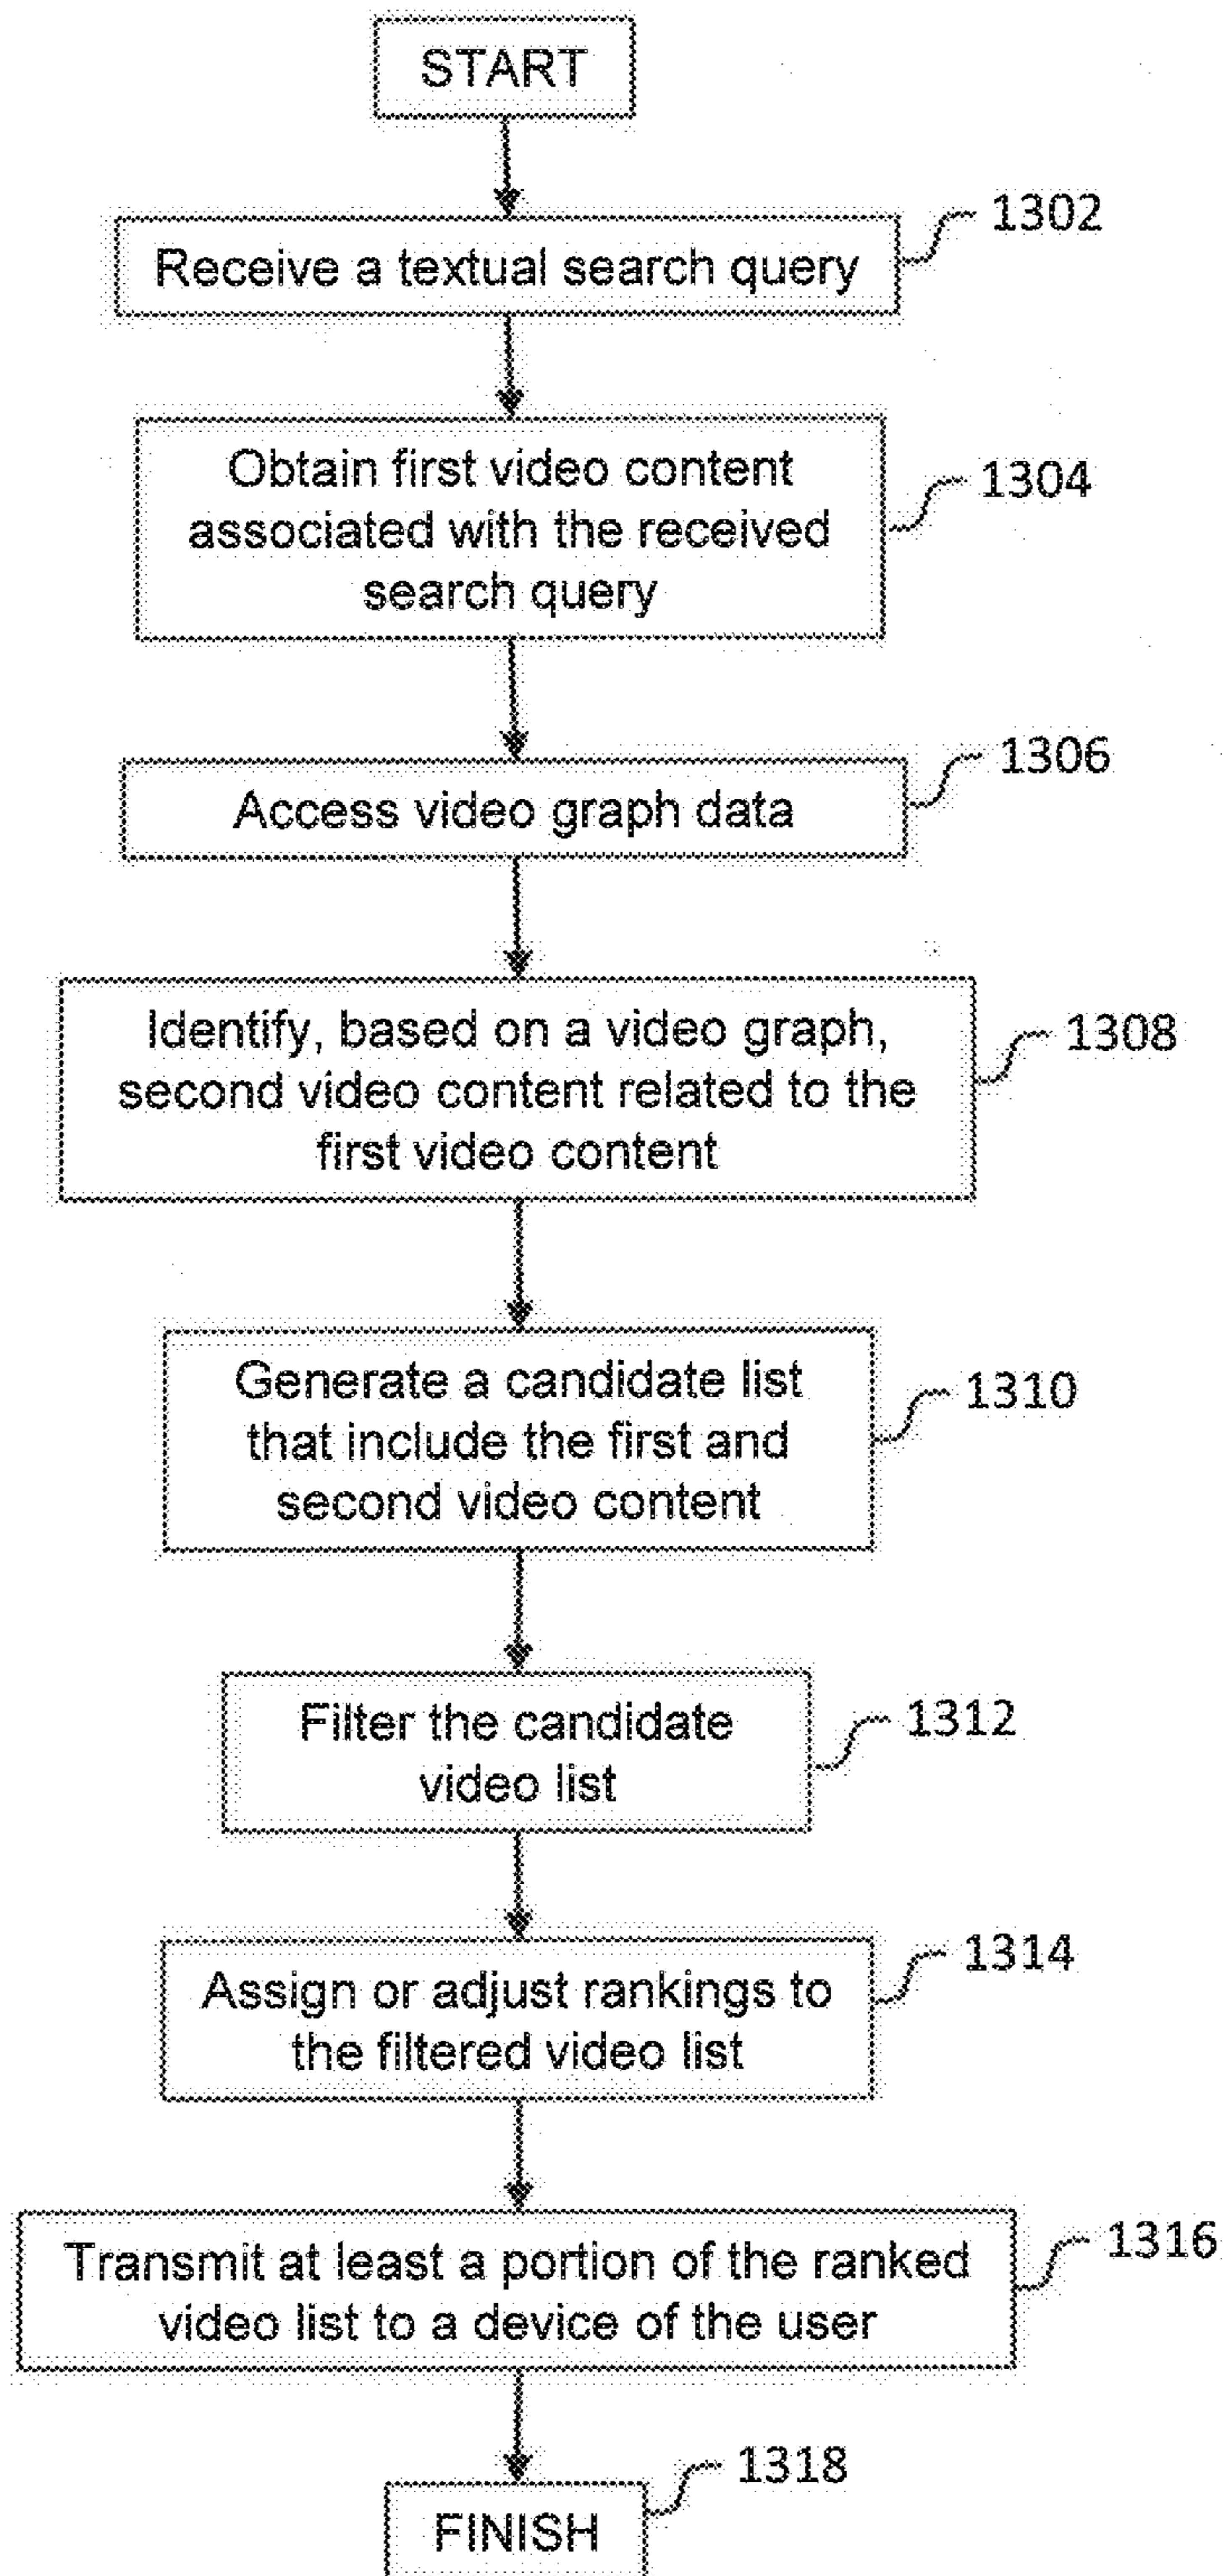 START
1302
Receive a textual search query
Obtain first video content
associated with the received
search query
1304
1306
Access video graph data
Identify, based on a video graph,
second video content related to the
first video content
1308
Generate a candidate list
that include the first and
second video content
1310
Filter the candidate
video list
1312
Assign or adjust rankings to
the filtered video list
1314
Transmit at least a portion of the ranked
video list to a device of the user
1316
1318
FINISH